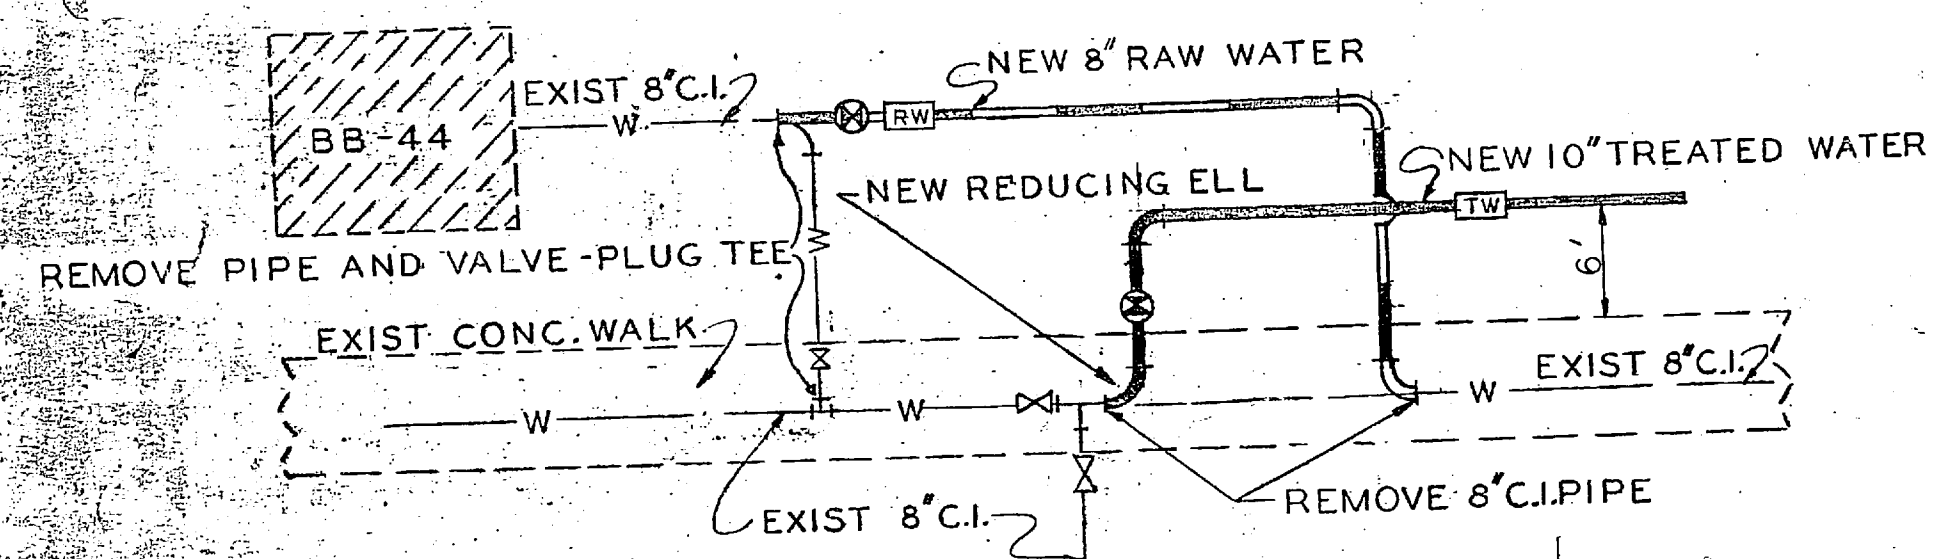 NEW 8" RAW WATER
EXIST 8" C.I.
W
RW
BB-44
NEW 10" TREATED WATER
NEW REDUCING ELL
TW
REMOVE PIPE AND VALVE-PLUG TEE
6'
EXIST CONC. WALK
EXIST 8" C.I.
W
W
W
REMOVE 8" C.I. PIPE
EXIST 8" C.I.